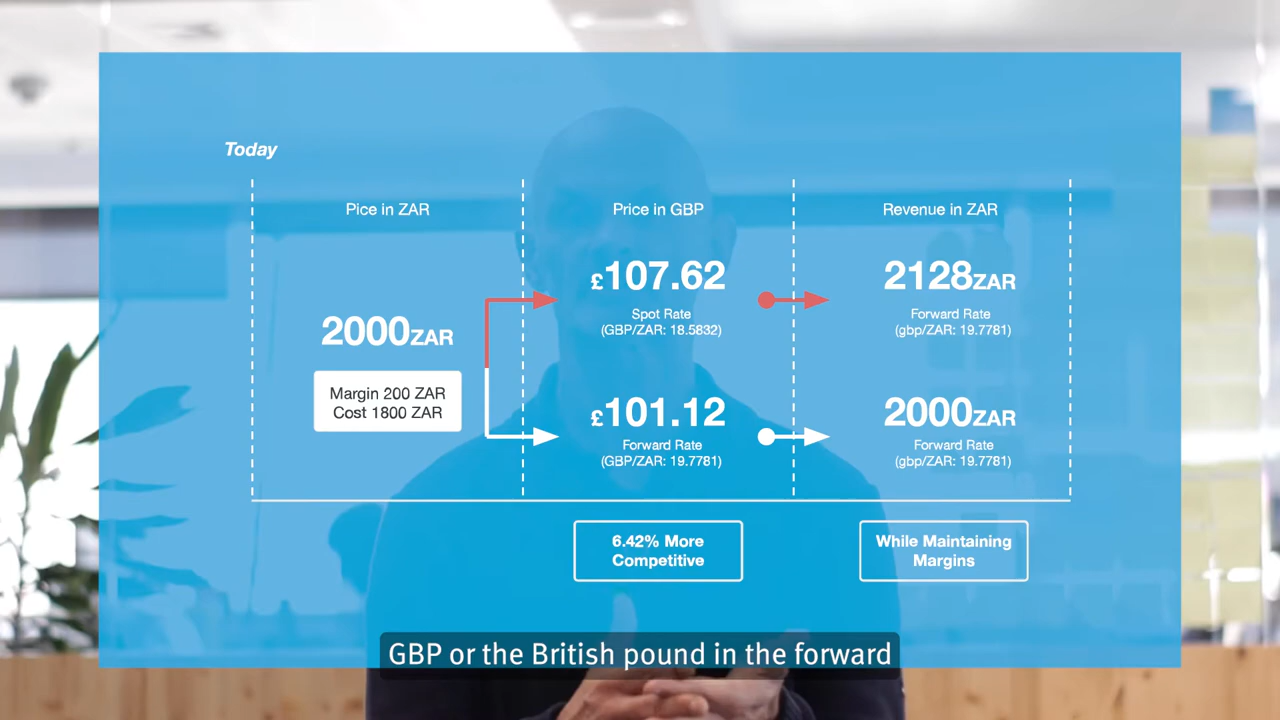 Today
Pice in ZAR
Price in GBP
Revenue in ZAR
2000ZAR
Margin 200 ZAR
Cost 1800 ZAR
£107.62
Spot Rate
(GBP/ZAR: 18.5832)
2128ZAR
Forward Rate
(gbp/ZAR: 19.7781)
£101.12
Forward Rate
(GBP/ZAR: 19.7781)
2000ZAR
Forward Rate
(gbp/ZAR: 19.7781)
6.42% More
Competitive
While Maintaining
Margins
GBP or the British pound in the forward